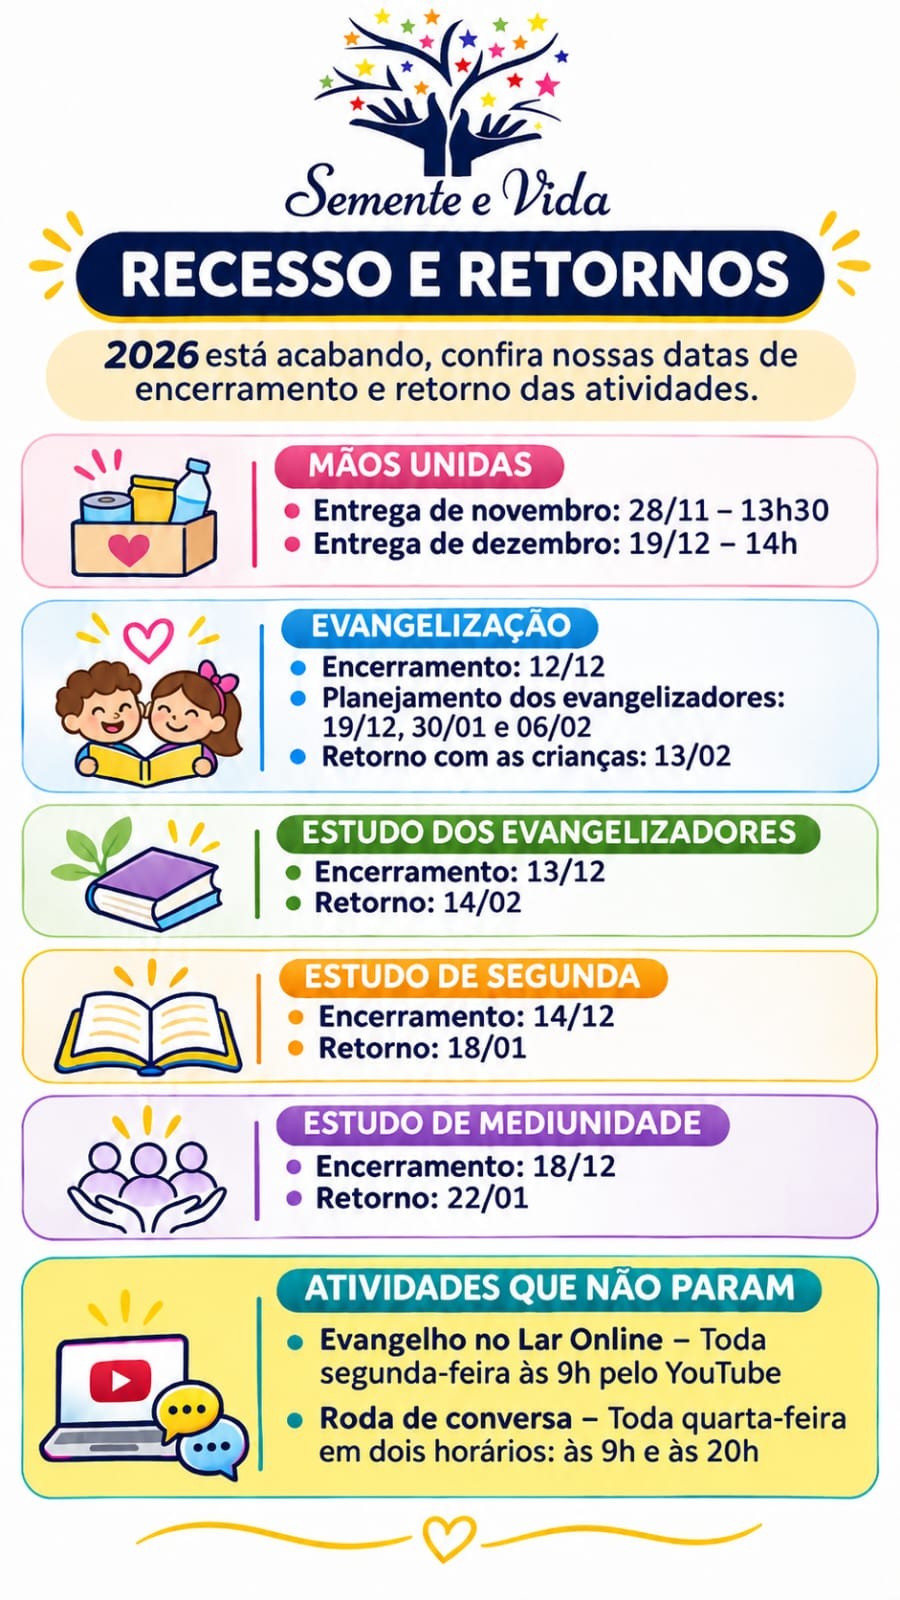 Semente e Vida
RECESSO E RETORNOS
2026 está acabando, confira nossas datas de
encerramento e retorno das atividades.
MÃOS UNIDAS
• Entrega de novembro: 28/11 – 13h30
• Entrega de dezembro: 19/12 – 14h
EVANGELIZAÇÃO
• Encerramento: 12/12
• Planejamento dos evangelizadores:
19/12, 30/01 e 06/02
• Retorno com as crianças: 13/02
ESTUDO DOS EVANGELIZADORES
• Encerramento: 13/12
• Retorno: 14/02
ESTUDO DE SEGUNDA
• Encerramento: 14/12
• Retorno: 18/01
ESTUDO DE MEDIUNIDADE
• Encerramento: 18/12
• Retorno: 22/01
ATIVIDADES QUE NÃO PARAM
• Evangelho no Lar Online – Toda
segunda-feira às 9h pelo YouTube
• Roda de conversa – Toda quarta-feira
em dois horários: às 9h e às 20h